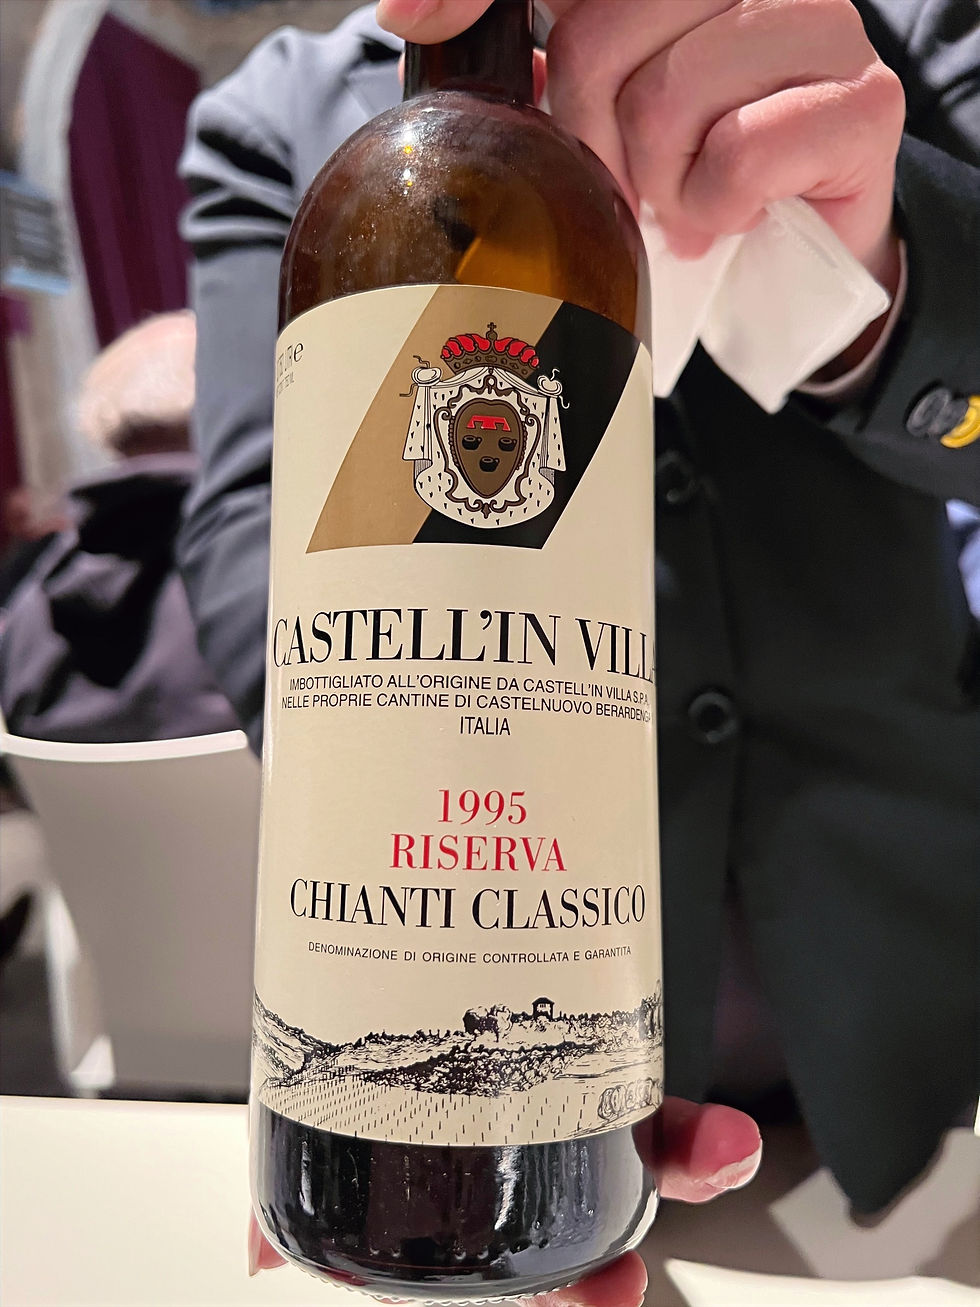 CASTELL'IN VILLA
IMBOTTIGLIATO ALL'ORIGINE DA CASTELL'IN VILLA S.P.A.
NELLE PROPRIE CANTINE DI CASTELNUOVO BERARDENGA
ITALIA
1995
RISERVA
CHIANTI CLASSICO
DENOMINAZIONE DI ORIGINE CONTROLLATA E GARANTITA